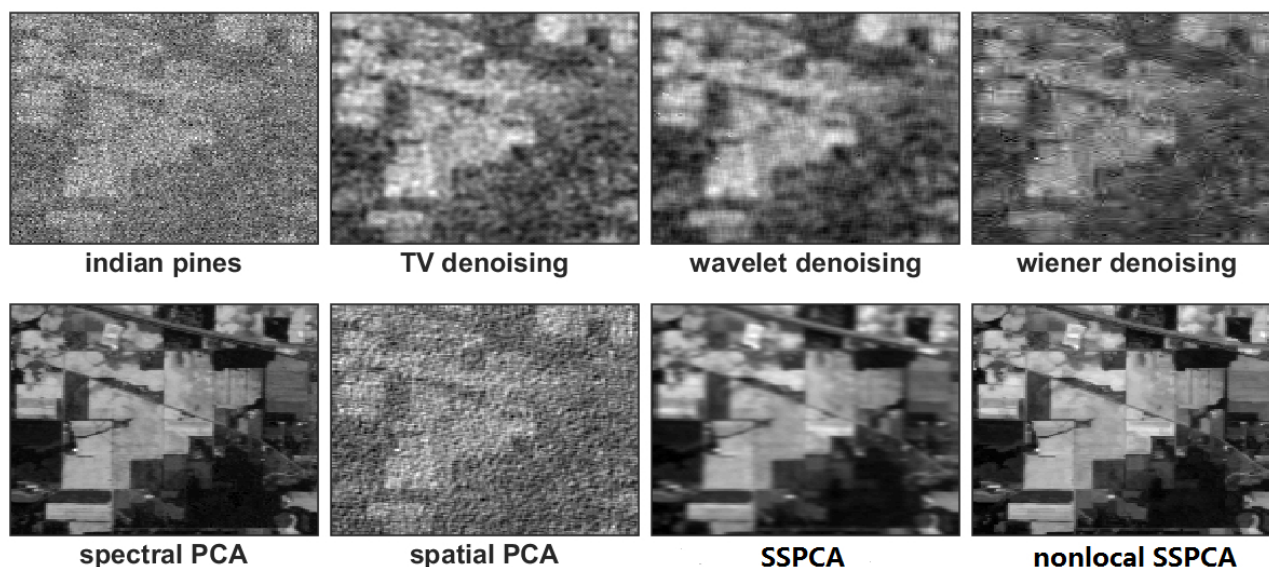 indian pines
TV denoising
wavelet denoising
wiener denoising
spectral PCA
spatial PCA
SSPCA
nonlocal SSPCA